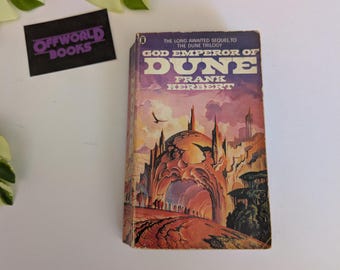 OFFWORLD
BOOKS
THE LONG AWAITED SEQUEL TO
THE DUNE TRILOGY
GOD EMPEROR OF
DUNE
FRANK
HERBERT